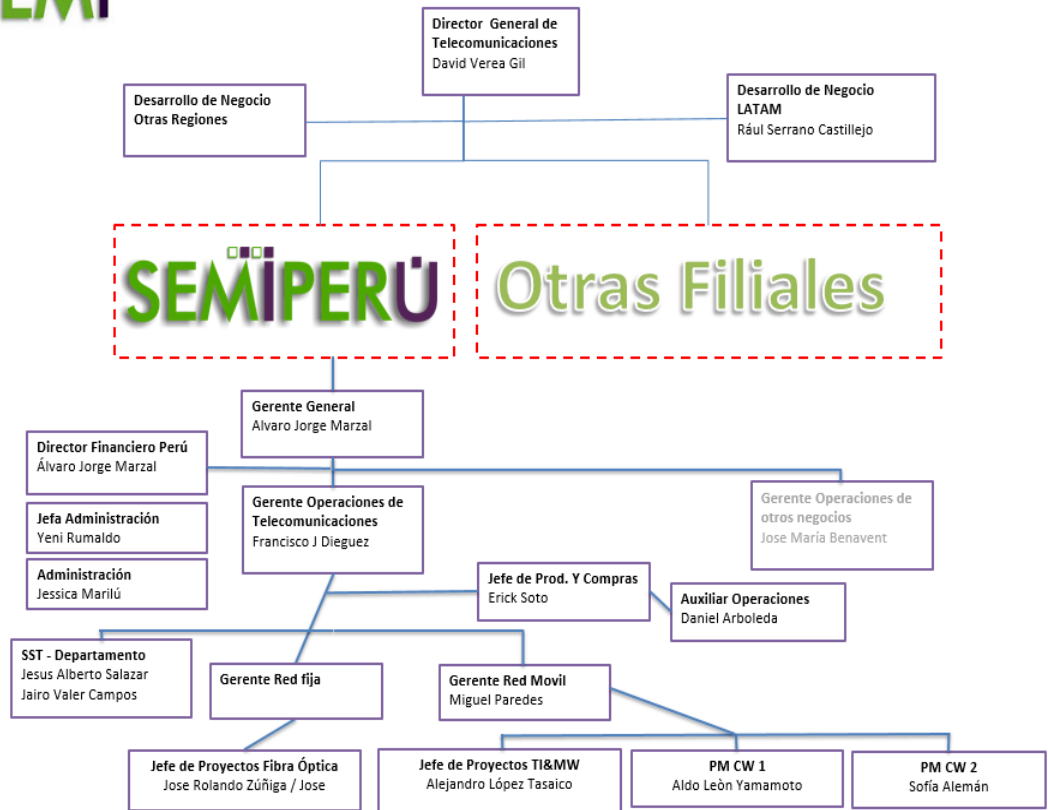 SEMI
Director General de
Telecomunicaciones
David Verea Gil
Desarrollo de Negocio
Otras Regiones
Desarrollo de Negocio
LATAM
Rául Serrano Castillejo
SEMIPERÚ
Otras Filiales
Gerente General
Alvaro Jorge Marzal
Director Financiero Perú
Álvaro Jorge Marzal
Jefa Administración
Yeni Rumaldo
Administración
Jessica Marilú
Gerente Operaciones de
Telecomunicaciones
Francisco J Dieguez
Gerente Operaciones de
otros negocios
Jose María Benavent
Jefe de Prod. Y Compras
Erick Soto
Auxiliar Operaciones
Daniel Arboleda
SST - Departamento
Jesus Alberto Salazar
Jairo Valer Campos
Gerente Red fija
Gerente Red Movil
Miguel Paredes
Jefe de Proyectos Fibra Óptica
Jose Rolando Zúñiga / Jose
Jefe de Proyectos TI&MW
Alejandro López Tasaico
PM CW 1
Aldo Leòn Yamamoto
PM CW 2
Sofía Alemán